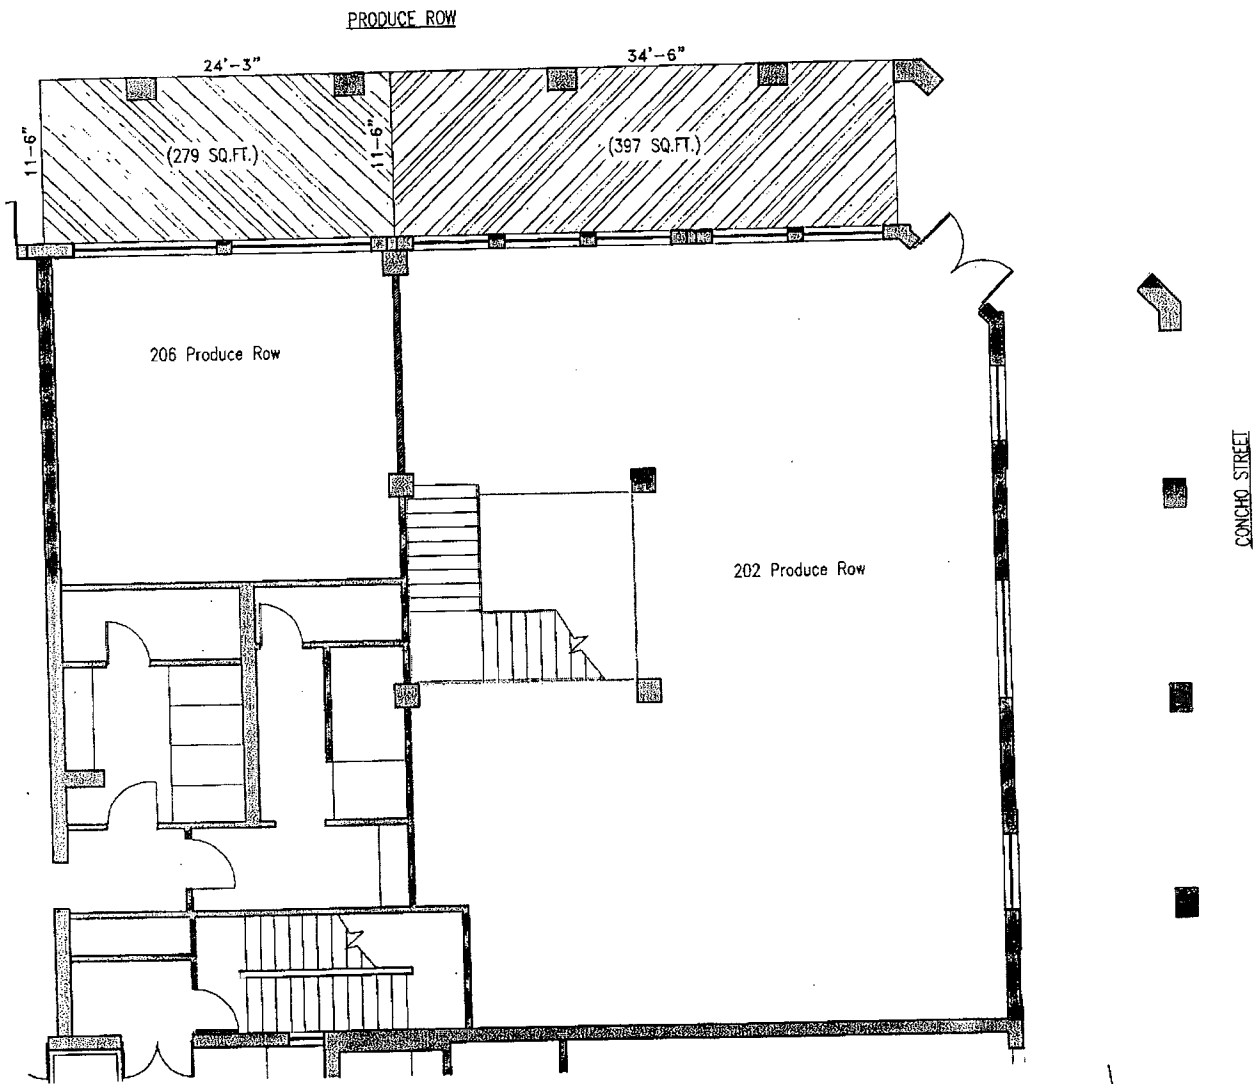 PRODUCE ROW
24'-3"
34'-6"
11-6"
(279 SQ.FT.)
11-6"
(397 SQ.FT.)
206 Produce Row
202 Produce Row
CONCHO STREET